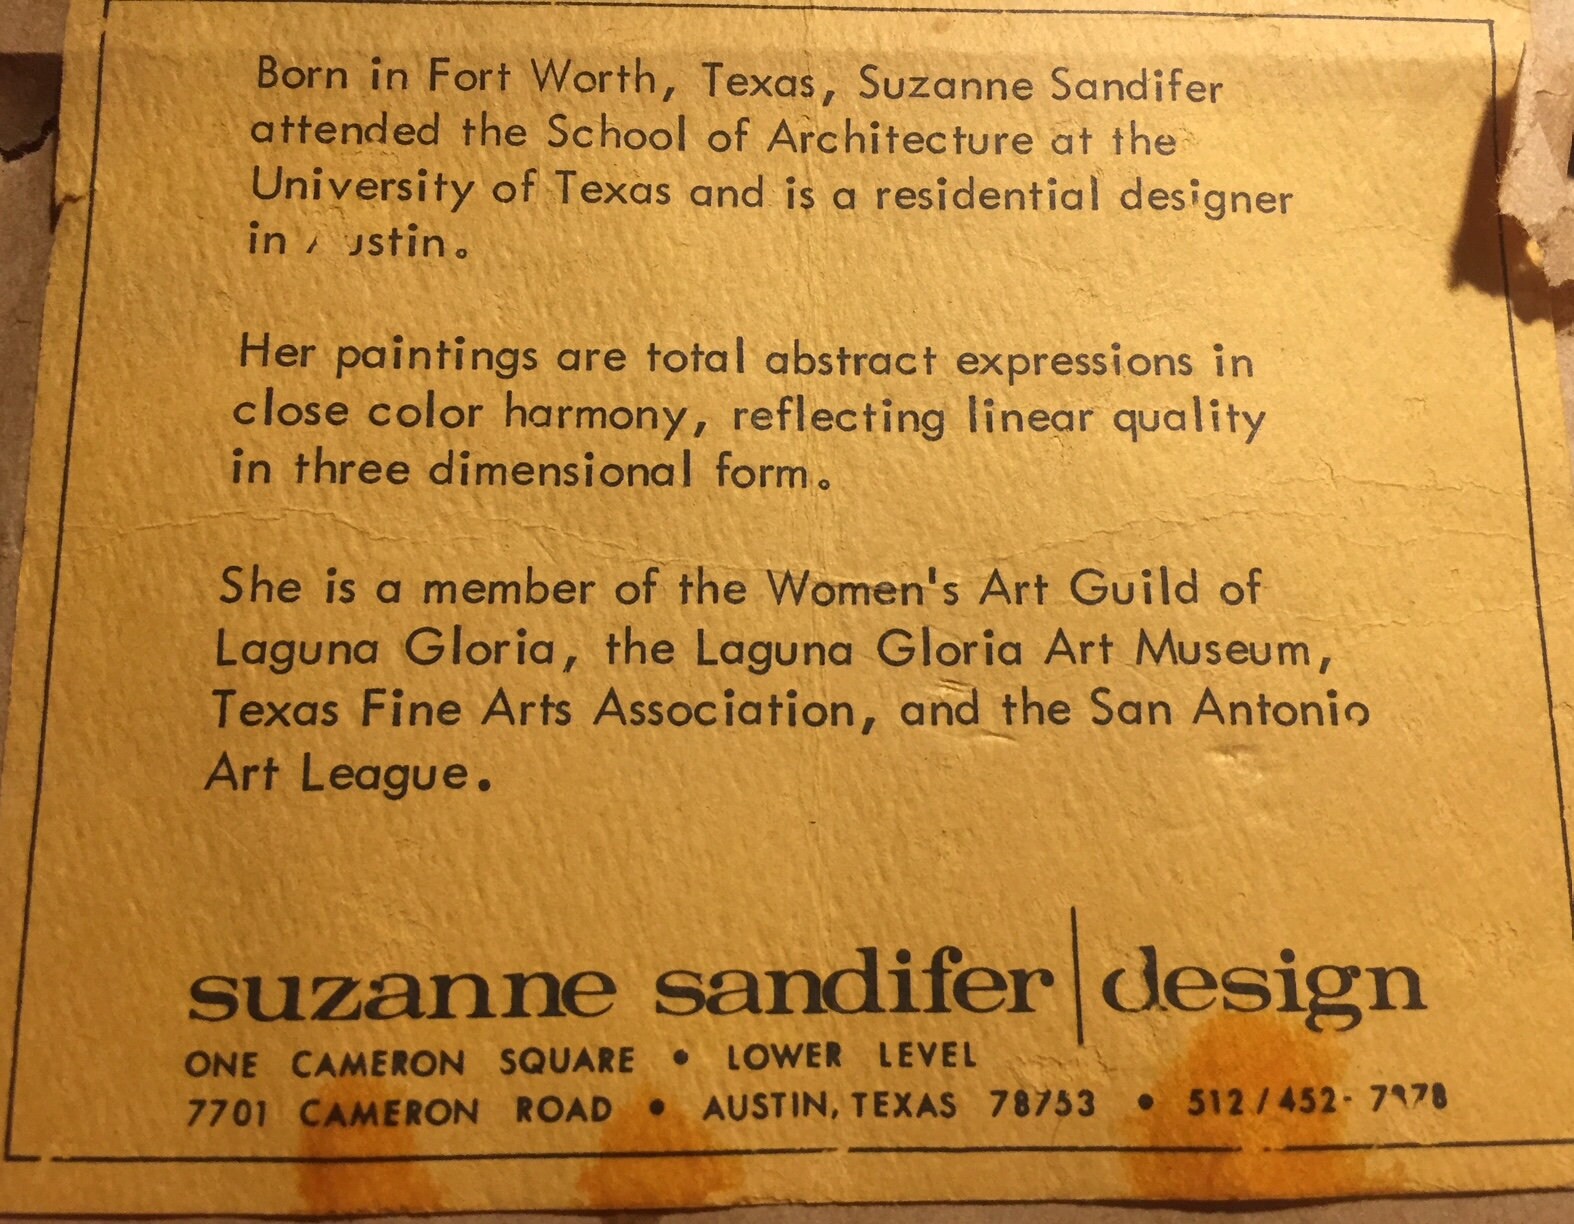 Born in Fort Worth, Texas, Suzanne Sandifer
attended the School of Architecture at the
University of Texas and is a residential designer
in Austin.
Her paintings are total abstract expressions in
close color harmony, reflecting linear quality
in three dimensional form.
She is a member of the Women's Art Guild of
Laguna Gloria, the Laguna Gloria Art Museum,
Texas Fine Arts Association, and the San Antonio
Art League.
suzanne sandifer | design
ONE CAMERON SQUARE • LOWER LEVEL
7701 CAMERON ROAD • AUSTIN, TEXAS 78753 • 512/452-